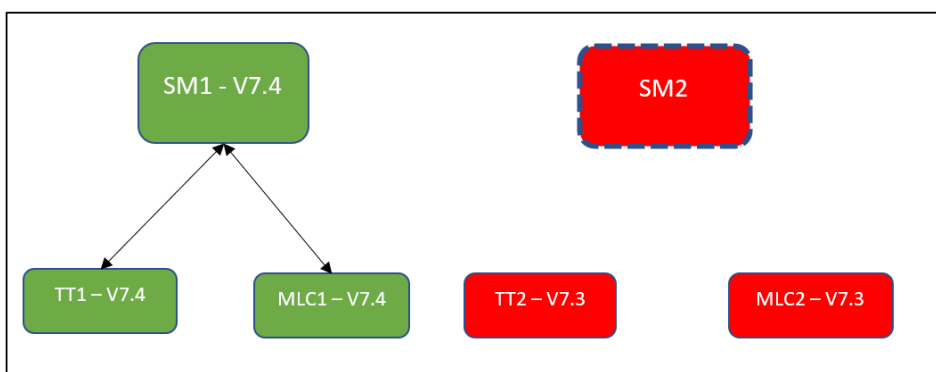 SM1 - V7.4
SM2
TT1 – V7.4
MLC1 – V7.4
TT2 – V7.3
MLC2 – V7.3